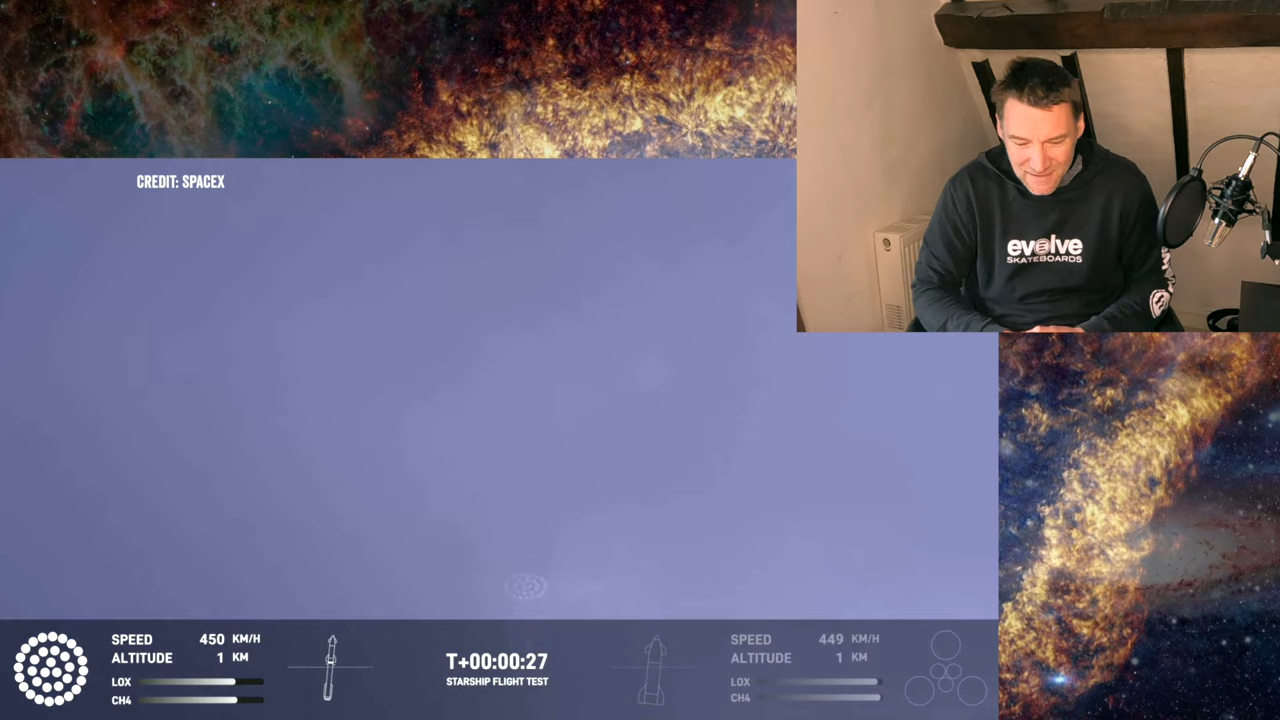 CREDIT: SPACEX
evolve
SKATEBOARDS
SPEED 450 KM/H
ALTITUDE 1 KM
LOX
CH4
T+00:00:27
STARSHIP FLIGHT TEST
SPEED 449 KM/H
ALTITUDE 1 KM
LOX
CH4